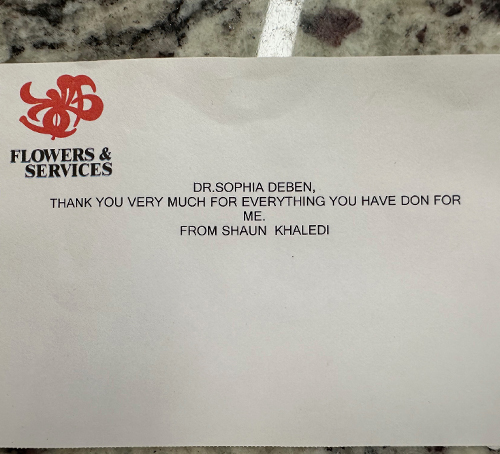 FLOWERS &
SERVICES
DR.SOPHIA DEBEN,
THANK YOU VERY MUCH FOR EVERYTHING YOU HAVE DON FOR
ME.
FROM SHAUN KHALEDI